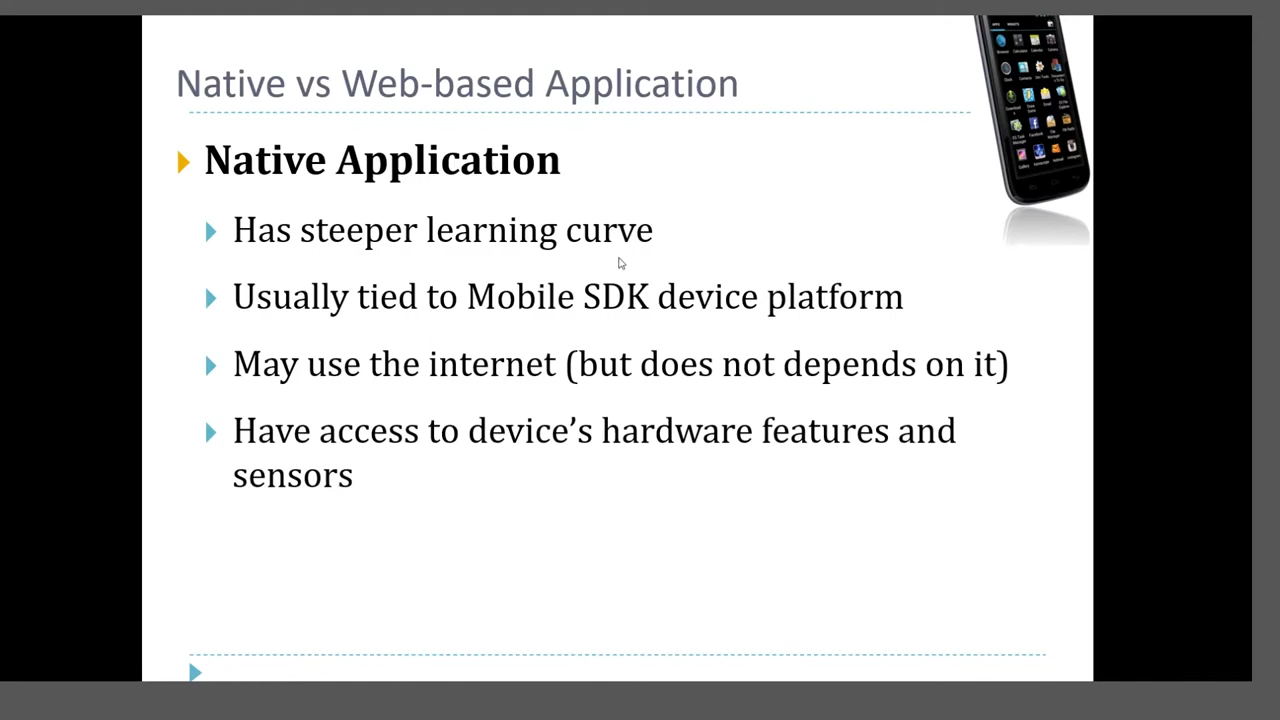 Native vs Web-based Application
Native Application
Has steeper learning curve
Usually tied to Mobile SDK device platform
May use the internet (but does not depends on it)
Have access to device’s hardware features and
sensors